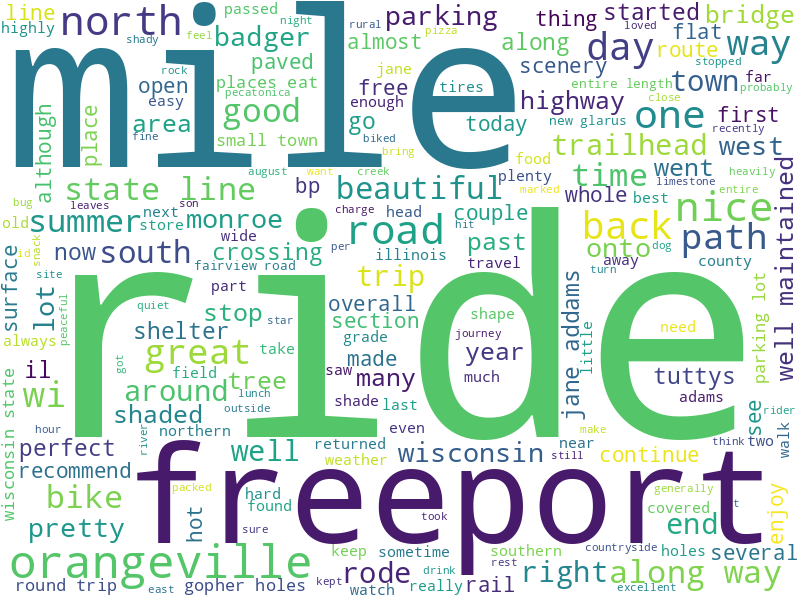 line
highly
north
passed
night
feel
shady
badger
mile
rural
jane
rock
fine
parking
almost
loved
pizza
thing
started
stopped
bridge
along
flat
scenery
route
way
day
open
easy
paved
places eat
pecatonica
good
area
free
enough
go
biked
bring
tires
highway
today
new glarus
close
entire length
town
far
probably
one
first
recently
small town
although
place
august
want
creek
marked
trailhead
west
heavily
state line
bp
beautiful
plenty
food
time
went
limestone
whole
best
entire
nice
well maintained
bug
leaves
son
charge
head
couple
hit
dog
old
summer
next
store
monroe
road
illinois
past
travel
back
onto
away
path
county
now
south
wide
crossing
per
id
snack
surface
site
fairview road
part
trip
overall
section
turn
always
lot
peaceful
quiet
stop
star
shelter
grade
made
shape
journey
year
much
jane addams
little
need
parking lot
il
got
great
field
take
saw
many
tuttys
see
rider
wi
around
tree
lunch
outside
shade
last
adams
walk
wisconsin state
hour
shaded
northern
even
make
perfect
river
well
returned
weather
wisconsin
still
near
continue
think
two
recommend
freeport
ride
bike
packed
hard
found
hot
sure
took
generally
covered
it
enjoy
pretty
end
holes
several
orangeville
keep
sometime
southern
countryside
round trip
east
gopher holes
kept
watch
rode
drink
really
rail
rest
right
along way
excellent